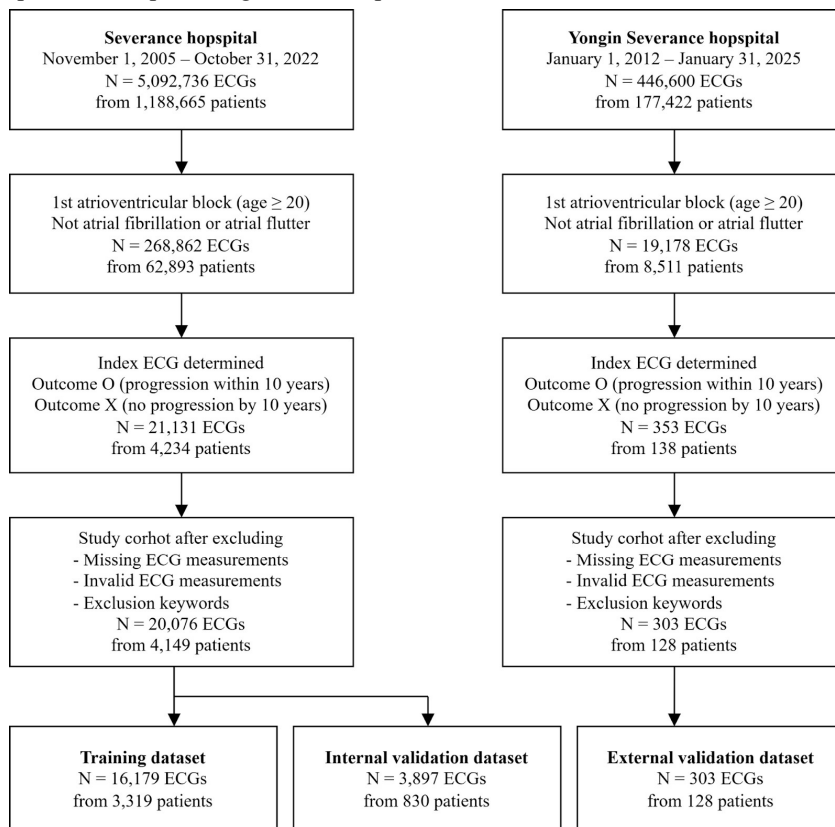 Severance hopspital
November 1, 2005 – October 31, 2022
N = 5,092,736 ECGs
from 1,188,665 patients
Yongin Severance hopspital
January 1, 2012 – January 31, 2025
N = 446,600 ECGs
from 177,422 patients
1st atrioventricular block (age ≥ 20)
Not atrial fibrillation or atrial flutter
N = 268,862 ECGs
from 62,893 patients
1st atrioventricular block (age ≥ 20)
Not atrial fibrillation or atrial flutter
N = 19,178 ECGs
from 8,511 patients
Index ECG determined
Outcome O (progression within 10 years)
Outcome X (no progression by 10 years)
N = 21,131 ECGs
from 4,234 patients
Index ECG determined
Outcome O (progression within 10 years)
Outcome X (no progression by 10 years)
N = 353 ECGs
from 138 patients
Study corhot after excluding
- Missing ECG measurements
- Invalid ECG measurements
- Exclusion keywords
N = 20,076 ECGs
from 4,149 patients
Study corhot after excluding
- Missing ECG measurements
- Invalid ECG measurements
- Exclusion keywords
N = 303 ECGs
from 128 patients
Training dataset
N = 16,179 ECGs
from 3,319 patients
Internal validation dataset
N = 3,897 ECGs
from 830 patients
External validation dataset
N = 303 ECGs
from 128 patients